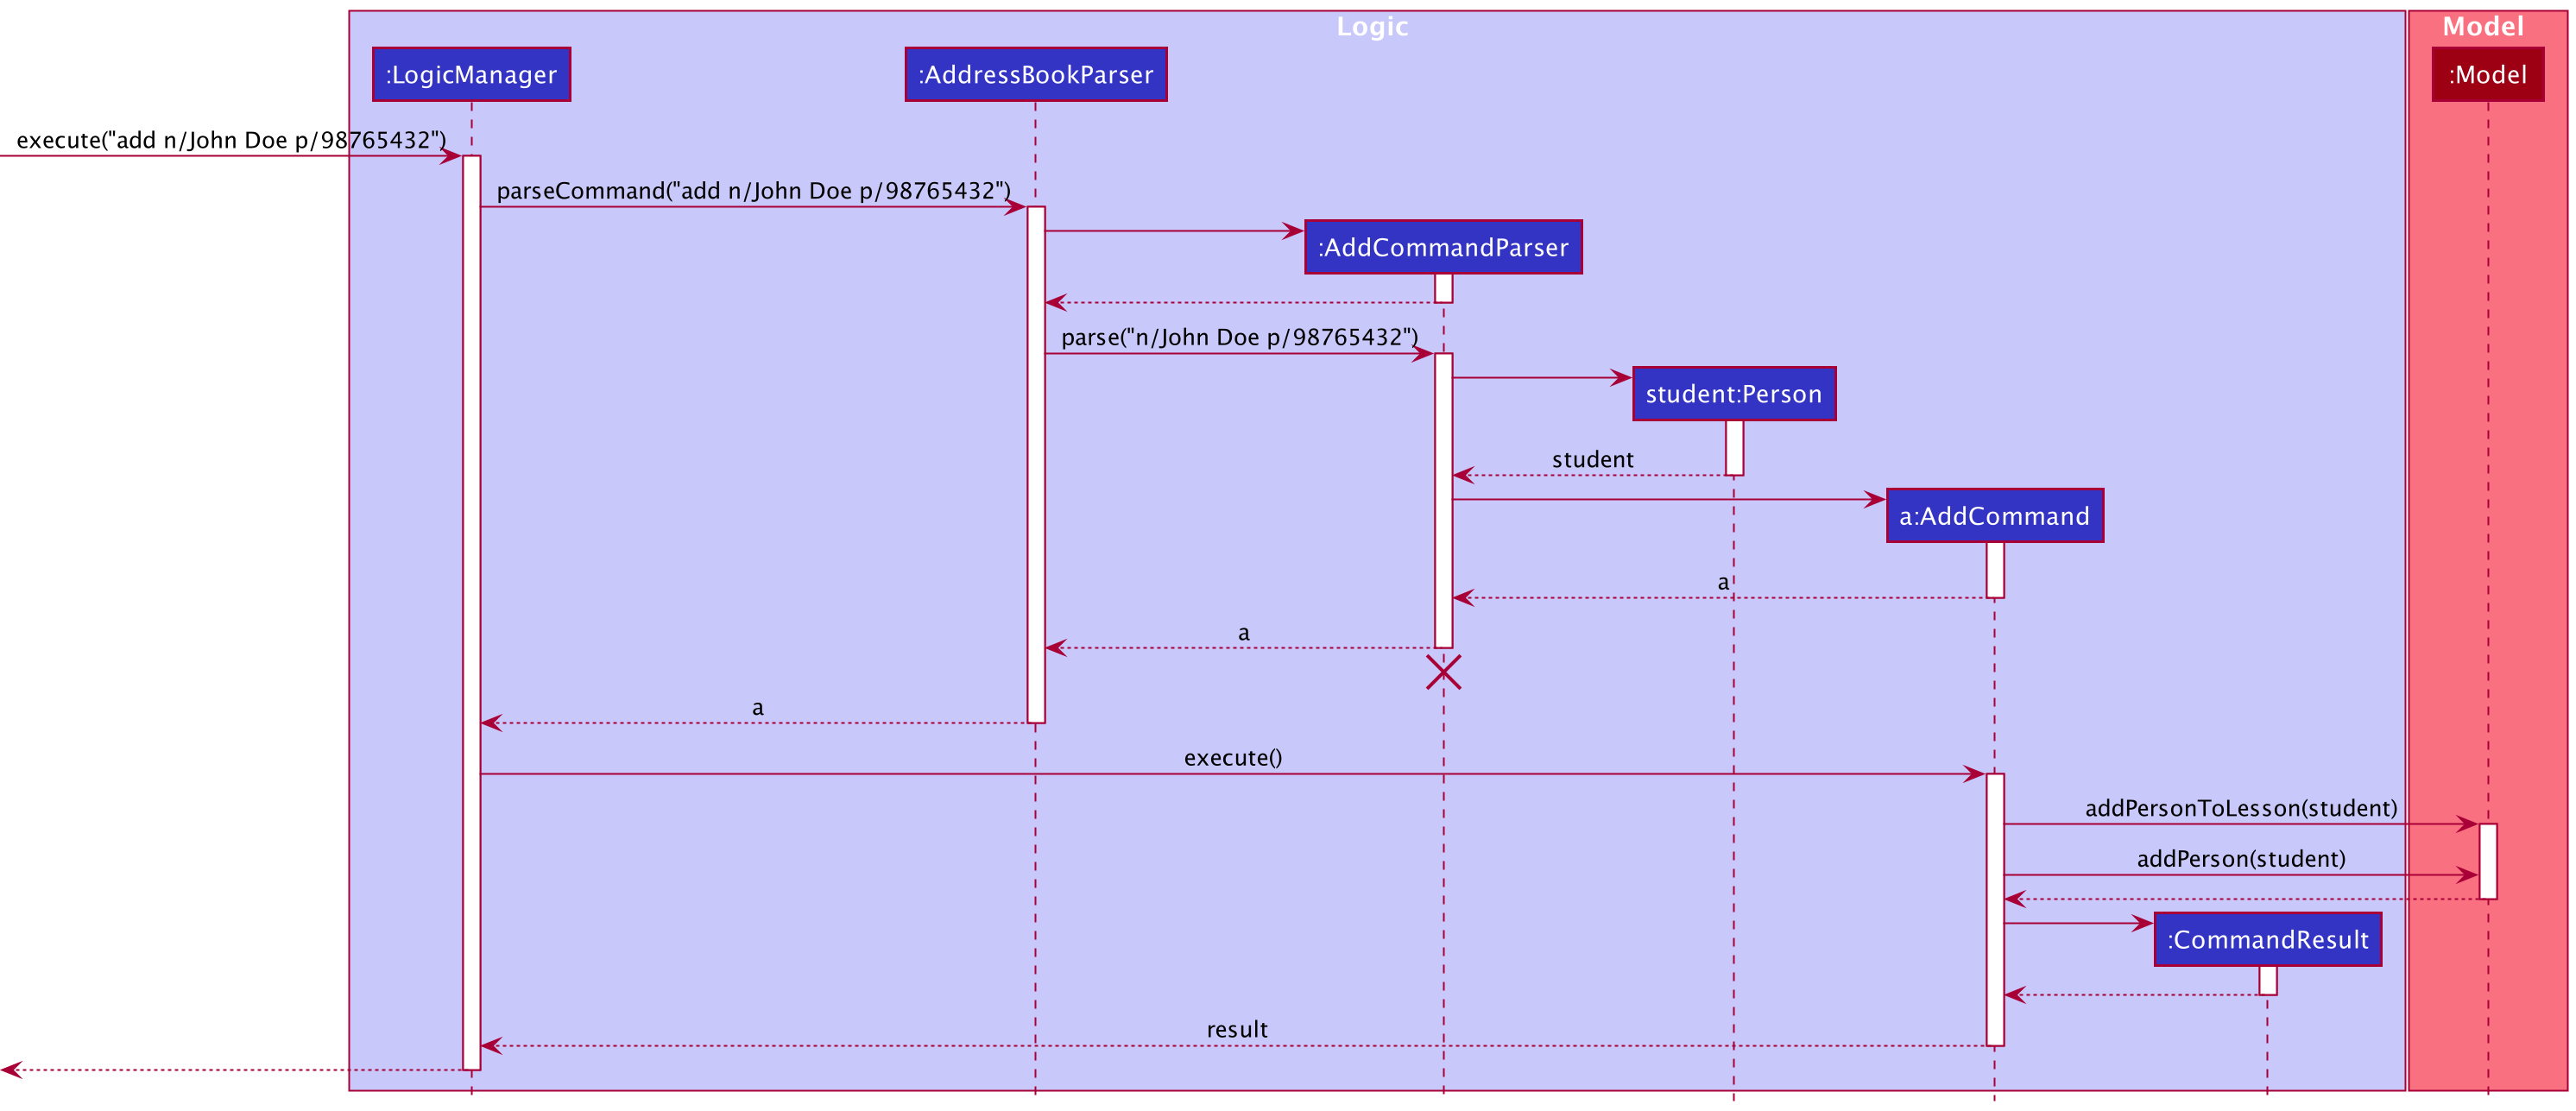 Logic
Model
:LogicManager
:AddressBookParser
:Model
execute("add n/John Doe p/98765432")
parseCommand("add n/John Doe p/98765432")
:AddCommandParser
parse("n/John Doe p/98765432")
student:Person
student
a:AddCommand
a
a
a
execute()
addPersonToLesson(student)
addPerson(student)
:CommandResult
result